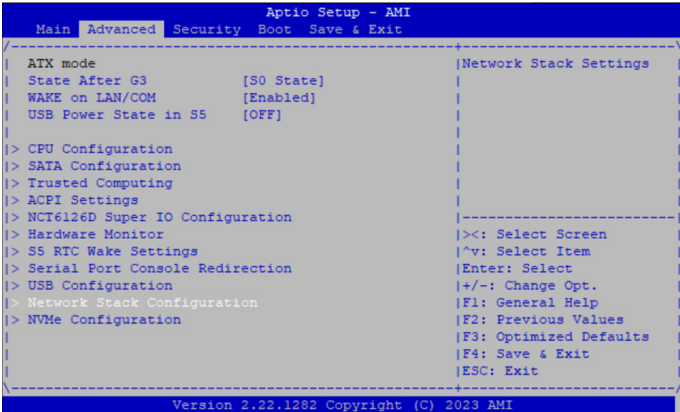 Aptio Setup - AMI
Main Advanced Security Boot Save & Exit
/----------------------------------------------------+-------------------------\
| ATX mode |Network Stack Settings |
| State After G3 [S0 State] | |
| WAKE on LAN/COM [Enabled] | |
| USB Power State in S5 [OFF] | |
| | |
|> CPU Configuration | |
|> SATA Configuration | |
|> Trusted Computing | |
|> ACPI Settings | |
|> NCT6126D Super IO Configuration |-------------------------|
|> Hardware Monitor |><: Select Screen |
|> S5 RTC Wake Settings |^v: Select Item |
|> Serial Port Console Redirection |Enter: Select |
|> USB Configuration |+/-: Change Opt. |
|> Network Stack Configuration |F1: General Help |
|> NVMe Configuration |F2: Previous Values |
| |F3: Optimized Defaults |
| |F4: Save & Exit |
| |ESC: Exit |
\----------------------------------------------------+-------------------------/
Version 2.22.1282 Copyright (C) 2023 AMI